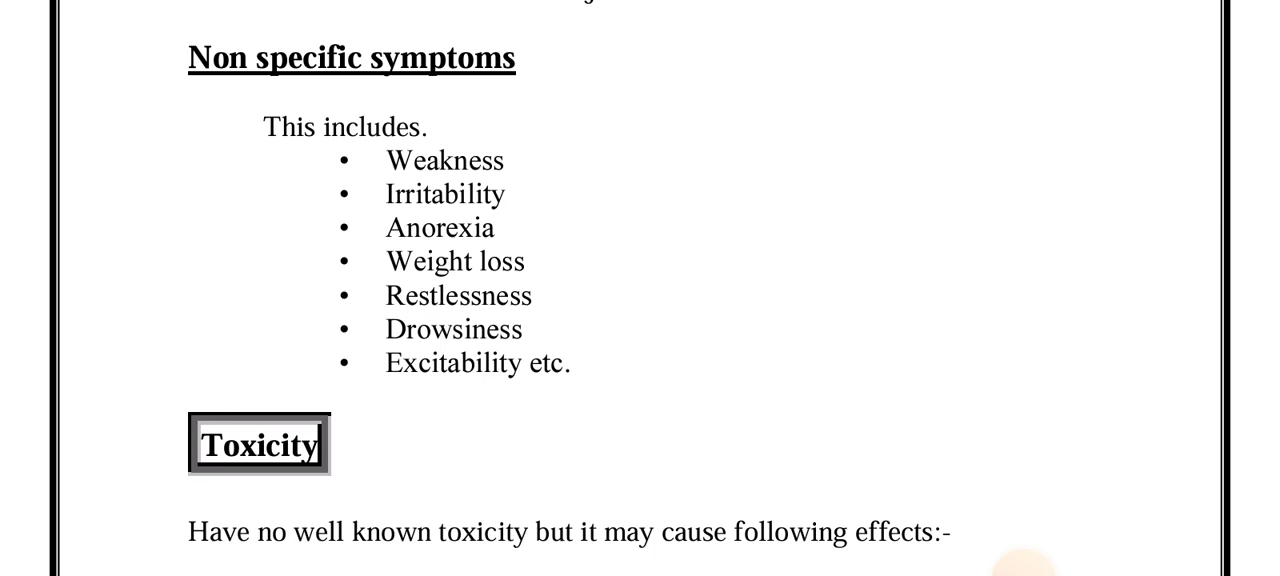 Non specific symptoms
This includes.
• Weakness
• Irritability
• Anorexia
• Weight loss
• Restlessness
• Drowsiness
• Excitability etc.
Toxicity
Have no well known toxicity but it may cause following effects:-